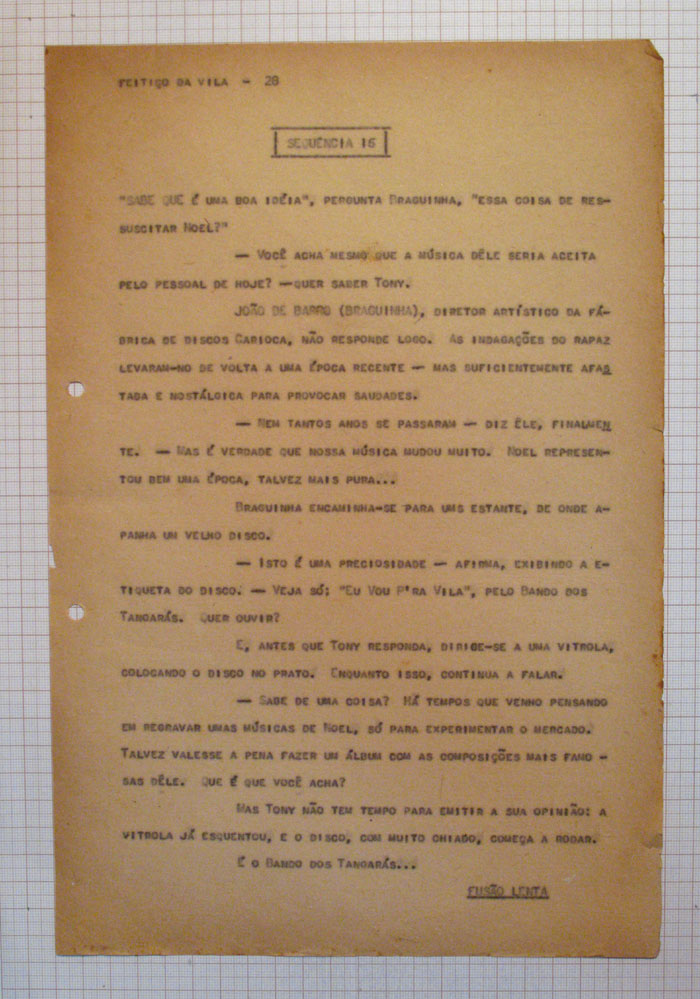 FEITIÇO DA VILA - 28
SEQUÊNCIA 16
"SABE QUE É UMA BOA IDÉIA", PERGUNTA BRAGUINHA, "ESSA COISA DE RES-
SUSCITAR NOEL?"
— VOCÊ ACHA MESMO QUE A MÚSICA DÊLE SERIA ACEITA
PELO PESSOAL DE HOJE? —QUER SABER TONY.
JOÃO DE BARRO (BRAGUINHA), DIRETOR ARTÍSTICO DA FÁ-
BRICA DE DISCOS CARIOCA, NÃO RESPONDE LOGO. AS INDAGAÇÕES DO RAPAZ
LEVARAM-NO DE VOLTA A UMA ÉPOCA RECENTE — MAS SUFICIENTEMENTE AFAS
TADA E NOSTÁLGICA PARA PROVOCAR SAUDADES.
— NEM TANTOS ANOS SE PASSARAM — DIZ ÊLE, FINALMEN
TE. — MAS É VERDADE QUE NOSSA MÚSICA MUDOU MUITO. NOEL REPRESEN-
TOU BEM UMA ÉPOCA, TALVEZ MAIS PURA...
BRAGUINHA ENCAMINHA-SE PARA UMS ESTANTE, DE ONDE A-
PANHA UM VELHO DISCO.
— ISTO É UMA PRECIOSIDADE — AFIRMA, EXIBINDO A E-
TIQUETA DO DISCO. — VEJA SÓ: "EU VOU P'RA VILA", PELO BANDO DOS
TANGARÁS. QUER OUVIR?
E, ANTES QUE TONY RESPONDA, DIRIGE-SE A UMA VITROLA,
COLOCANDO O DISCO NO PRATO. ENQUANTO ISSO, CONTINUA A FALAR.
— SABE DE UMA COISA? HÁ TEMPOS QUE VENHO PENSANDO
EM REGRAVAR UMAS MÚSICAS DE NOEL, SÓ PARA EXPERIMENTAR O MERCADO.
TALVEZ VALESSE A PENA FAZER UM ÁLBUM COM AS COMPOSIÇÕES MAIS FAMO -
SAS DÊLE. QUE É QUE VOCÊ ACHA?
MAS TONY NÃO TEM TEMPO PARA EMITIR A SUA OPINIÃO: A
VITROLA JÁ ESQUENTOU, E O DISCO, COM MUITO CHIADO, COMEÇA A RODAR.
É O BANDO DOS TANGARÁS...
FUSÃO LENTA